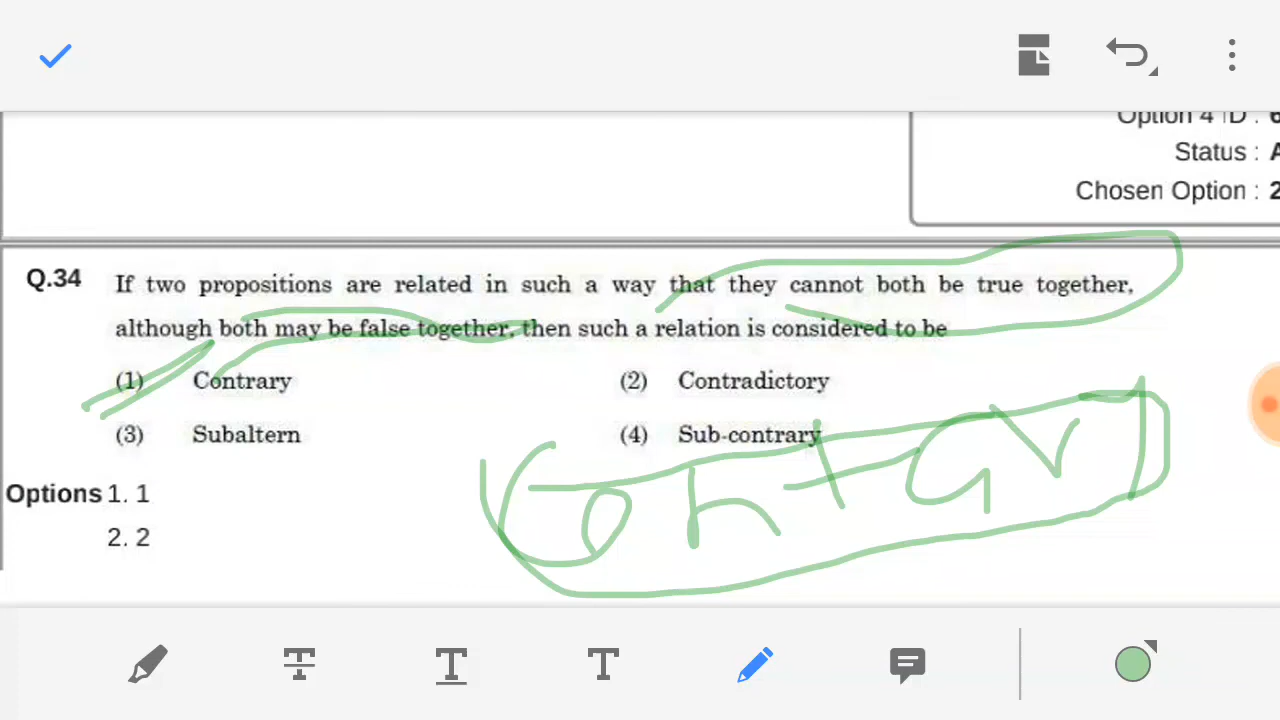 Option 4 ID : 6
Status : A
Chosen Option : 2
Q.34 If two propositions are related in such a way that they cannot both be true together,
although both may be false together, then such a relation is considered to be
(1) Contrary (2) Contradictory
(3) Subaltern (4) Sub-contrary
Options 1. 1
2. 2
T T T